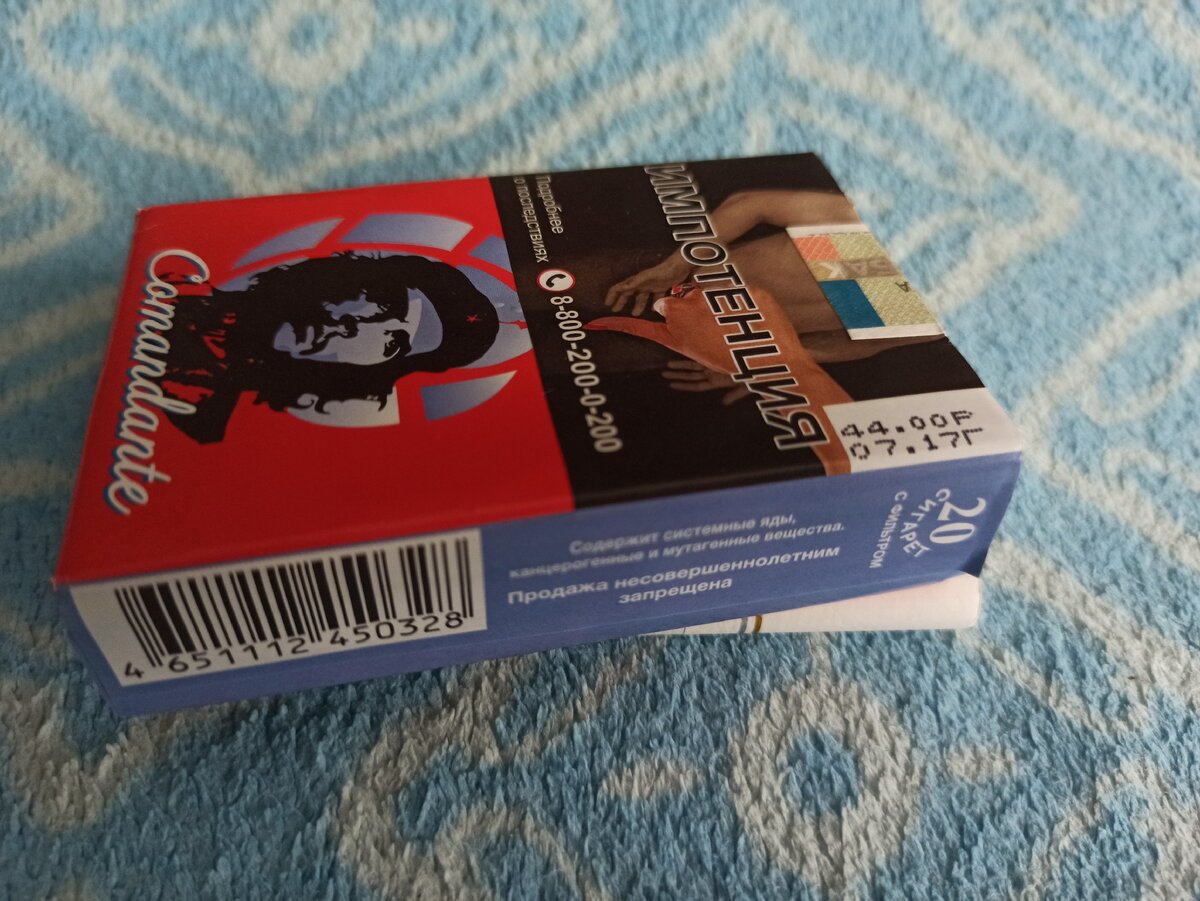 Comandante
ИМПОТЕНЦИЯ
Подробнее
о последствиях
8-800-200-0-200
44.00Р
07.17Г
20
СИГАРЕТ
С ФИЛЬТРОМ
Содержит системные яды,
канцерогенные и мутагенные вещества.
Продажа несовершеннолетним
запрещена
4 651112 450328